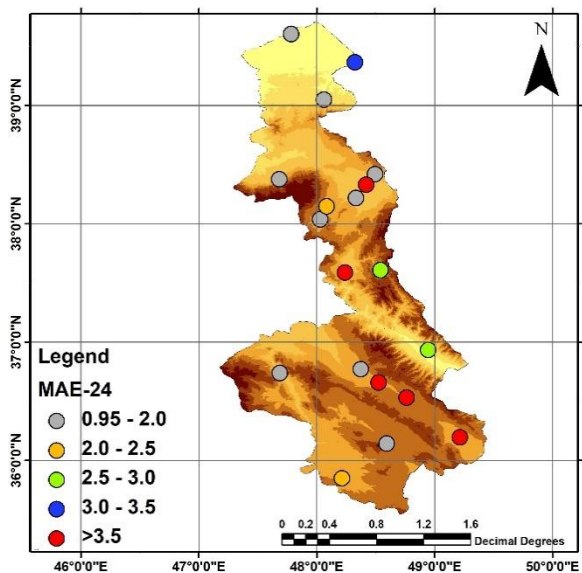 N
39°0'0"N
38°0'0"N
37°0'0"N
36°0'0"N
Legend
MAE-24
0.95 - 2.0
2.0 - 2.5
2.5 - 3.0
3.0 - 3.5
>3.5
0 0.2 0.4 0.8 1.2 1.6
Decimal Degrees
46°0'0"E 47°0'0"E 48°0'0"E 49°0'0"E 50°0'0"E